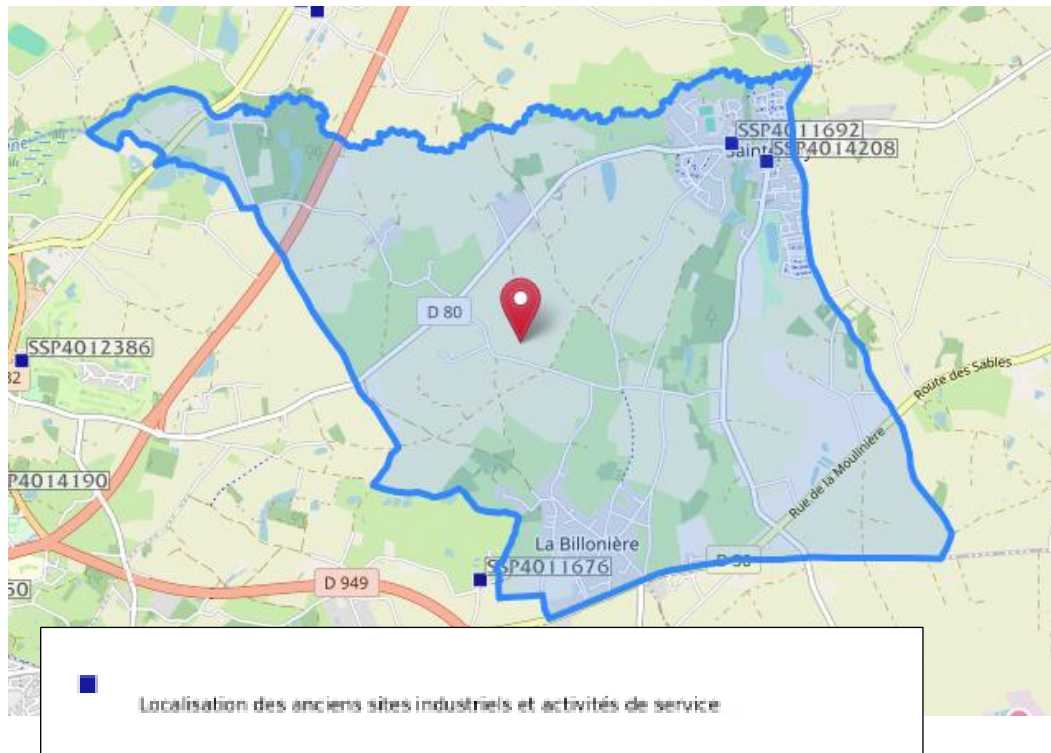 SSP4011692
SSP4014208
D 80
SSP4012386
Route des Sables
P4014190
Rue de la Moulinière
La Billonière
SSP4011676
D 949
Localisation des anciens sites industriels et activités de service